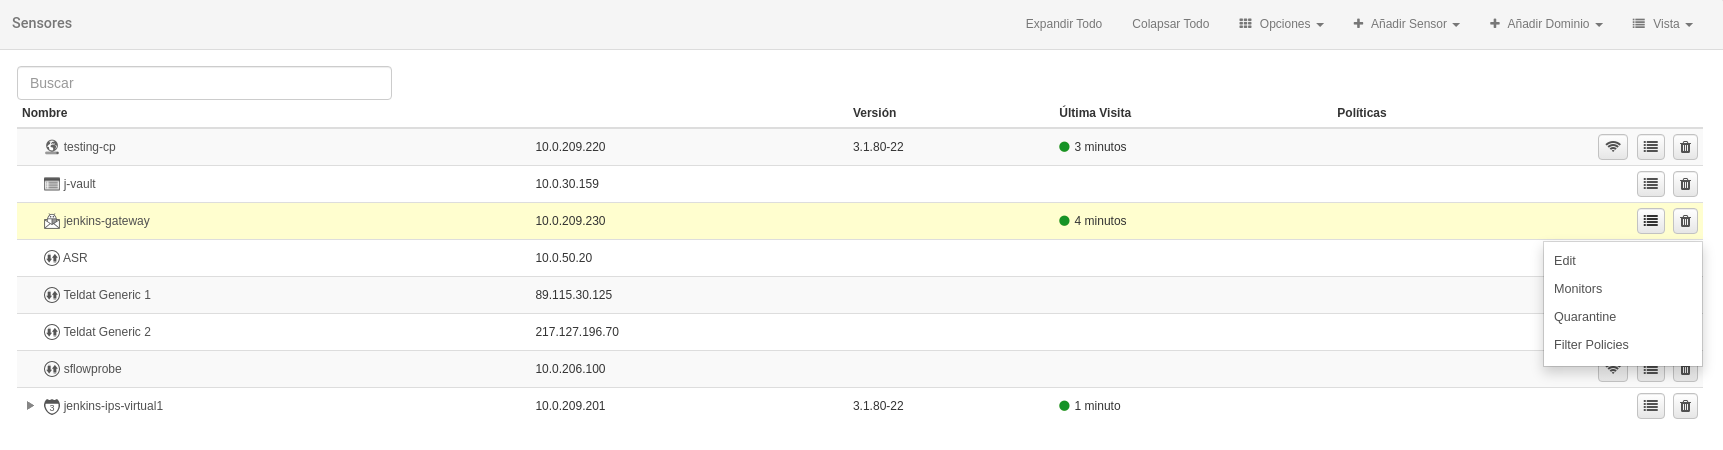 Sensores
Expandir Todo Colapsar Todo Opciones Añadir Sensor Añadir Dominio Vista
Buscar
Nombre Versión Última Visita Políticas
testing-cp 10.0.209.220 3.1.80-22 3 minutos
j-vault 10.0.30.159
jenkins-gateway 10.0.209.230 4 minutos
ASR 10.0.50.20
Edit
Teldat Generic 1 89.115.30.125
Monitors
Quarantine
Teldat Generic 2 217.127.196.70
Filter Policies
sflowprobe 10.0.206.100
3 jenkins-ips-virtual1 10.0.209.201 3.1.80-22 1 minuto